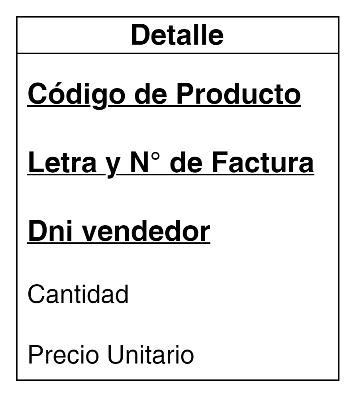 Detalle
Código de Producto
Letra y N° de Factura
Dni vendedor
Cantidad
Precio Unitario